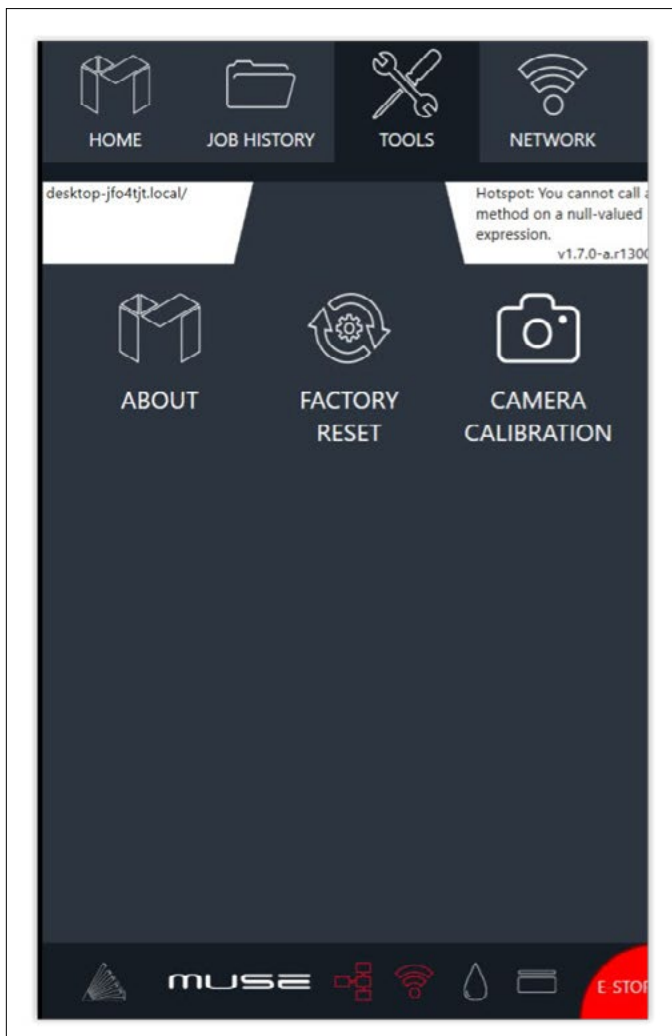 HOME
JOB HISTORY
TOOLS
NETWORK
desktop-jfo4tjt.local/
Hotspot: You cannot call a
method on a null-valued
expression.
v1.7.0-a.r1300
ABOUT
FACTORY
RESET
CAMERA
CALIBRATION
MUSE
E-STOP